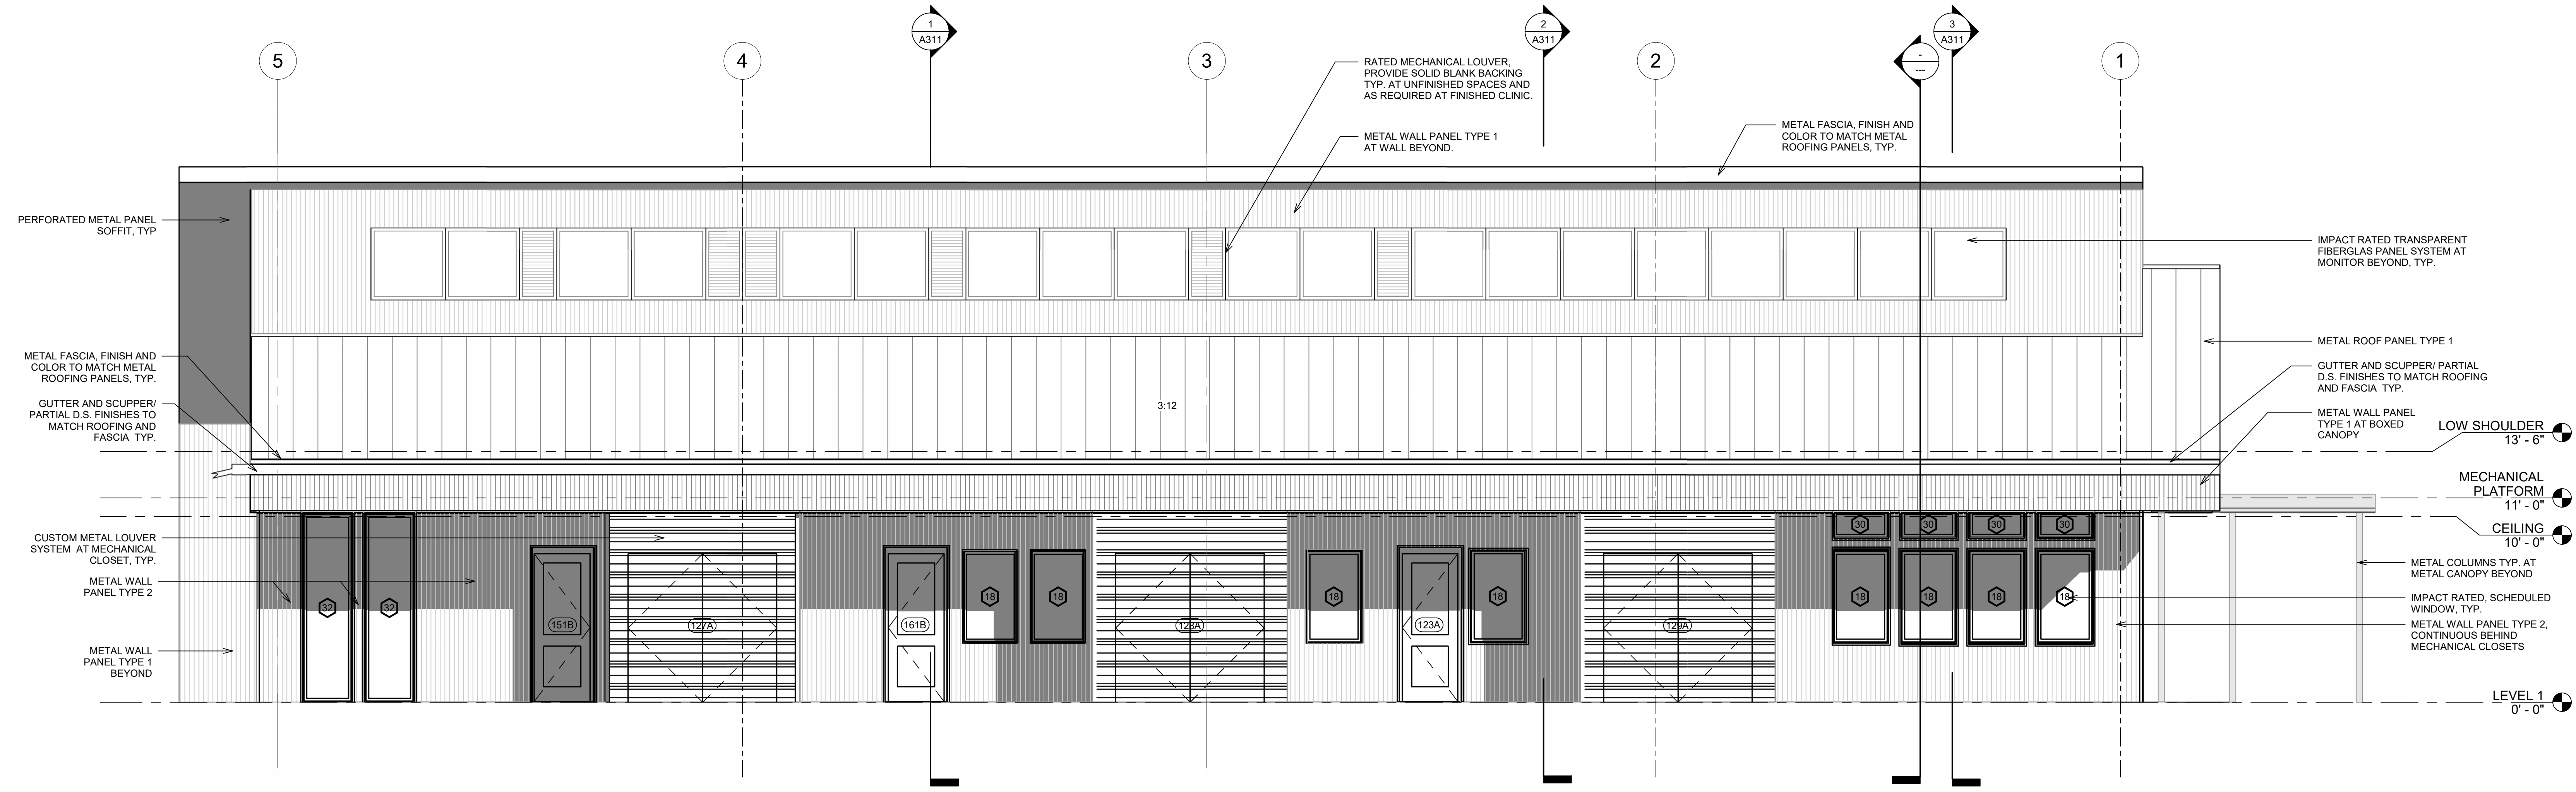 1
A311
2
A311
3
A311
-
---
5
4
3
2
1
RATED MECHANICAL LOUVER,
PROVIDE SOLID BLANK BACKING
TYP. AT UNFINISHED SPACES AND
AS REQUIRED AT FINISHED CLINIC.
METAL WALL PANEL TYPE 1
AT WALL BEYOND.
METAL FASCIA, FINISH AND
COLOR TO MATCH METAL
ROOFING PANELS, TYP.
PERFORATED METAL PANEL
SOFFIT, TYP
METAL FASCIA, FINISH AND
COLOR TO MATCH METAL
ROOFING PANELS, TYP.
GUTTER AND SCUPPER/
PARTIAL D.S. FINISHES TO
MATCH ROOFING AND
FASCIA  TYP.
CUSTOM METAL LOUVER
SYSTEM  AT MECHANICAL
CLOSET, TYP.
METAL WALL
PANEL TYPE 2
METAL WALL
PANEL TYPE 1
BEYOND
3:12
IMPACT RATED TRANSPARENT
FIBERGLAS PANEL SYSTEM AT
MONITOR BEYOND, TYP.
METAL ROOF PANEL TYPE 1
GUTTER AND SCUPPER/ PARTIAL
D.S. FINISHES TO MATCH ROOFING
AND FASCIA  TYP.
METAL WALL PANEL
TYPE 1 AT BOXED
CANOPY
LOW SHOULDER
13' - 6"
MECHANICAL
PLATFORM
11' - 0"
CEILING
10' - 0"
METAL COLUMNS TYP. AT
METAL CANOPY BEYOND
IMPACT RATED, SCHEDULED
WINDOW, TYP.
METAL WALL PANEL TYPE 2,
CONTINUOUS BEHIND
MECHANICAL CLOSETS
LEVEL 1
0' - 0"
30
30
30
30
32
32
18
18
18
18
18
18
18
18
151B
127A
161B
128A
123A
129A